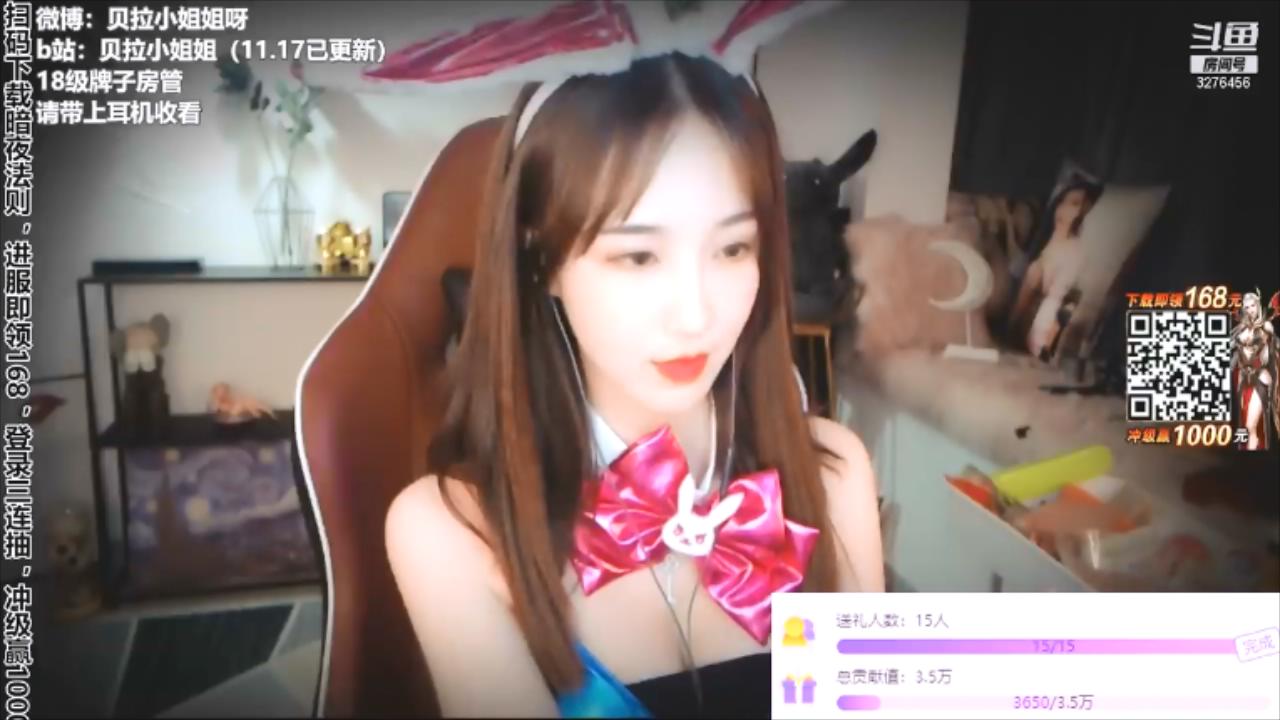 微博：贝拉小姐姐呀
b站：贝拉小姐姐（11.17已更新）
18级牌子房管
请带上耳机收看
扫码下载暗夜法则，进服即领168，登录三连抽，冲级赢1000
斗鱼
房间号
3276456
下载即领168元
冲级赢1000元
送礼人数：15人
15/15
完成
总贡献值：3.5万
3650/3.5万